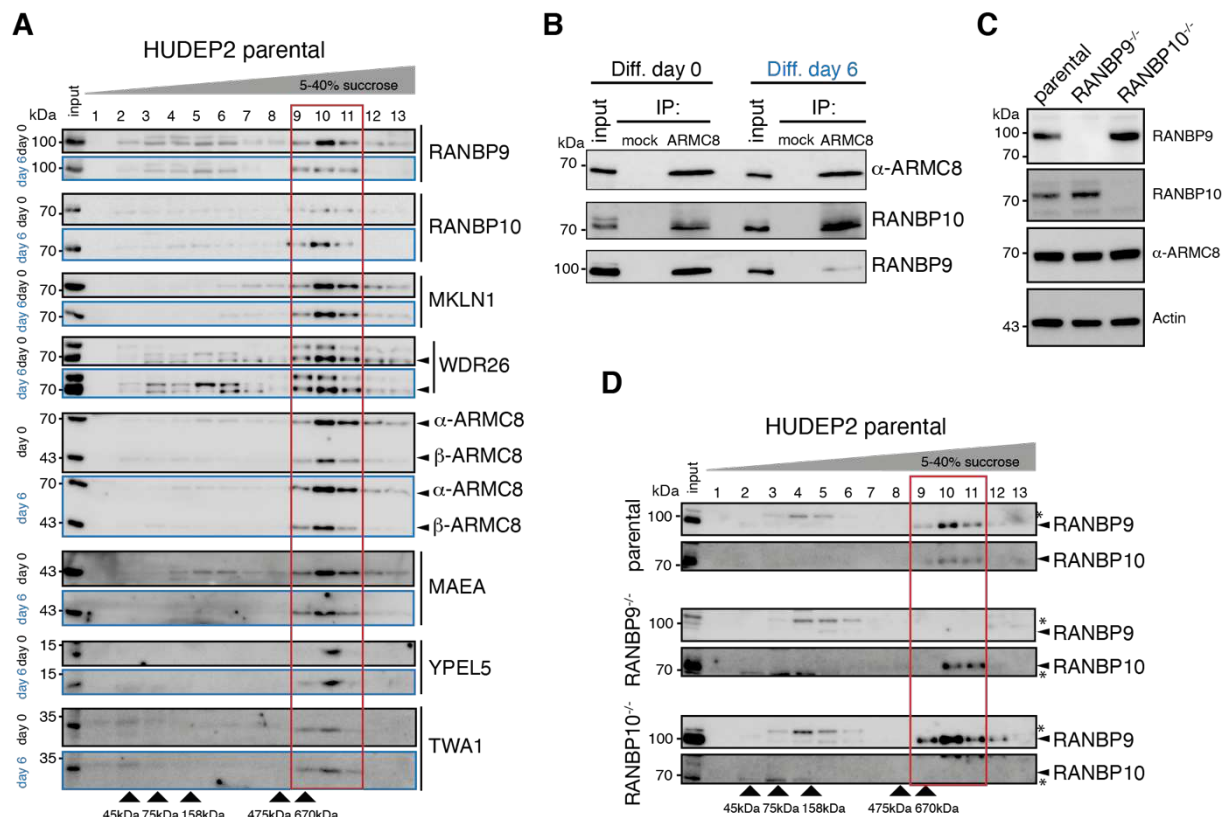 A
HUDEP2 parental
5-40% succrose
kDa
input
1 2 3 4 5 6 7 8 9 10 11 12 13
day 0
100
RANBP9
day 6
100
day 0
70
RANBP10
day 6
70
day 0
70
MKLN1
day 6
70
day 0
70
WDR26
day 6
70
day 0
70
α-ARMC8
43
β-ARMC8
day 6
70
α-ARMC8
43
β-ARMC8
day 0
43
MAEA
day 6
43
day 0
15
YPEL5
day 6
15
day 0
35
TWA1
day 6
35
45kDa 75kDa 158kDa 475kDa 670kDa
B
Diff. day 0 Diff. day 6
input IP: input IP:
kDa mock ARMC8 mock ARMC8
70 α-ARMC8
70 RANBP10
100 RANBP9
C
parental RANBP9-/- RANBP10-/-
kDa
100
RANBP9
70
70
RANBP10
70
α-ARMC8
43
Actin
D
HUDEP2 parental
5-40% succrose
kDa
input
1 2 3 4 5 6 7 8 9 10 11 12 13
parental
100
*
RANBP9
70
RANBP10
RANBP9-/-
100
*
RANBP9
70
RANBP10
*
RANBP10-/-
100
*
RANBP9
70
RANBP10
*
45kDa 75kDa 158kDa 475kDa 670kDa